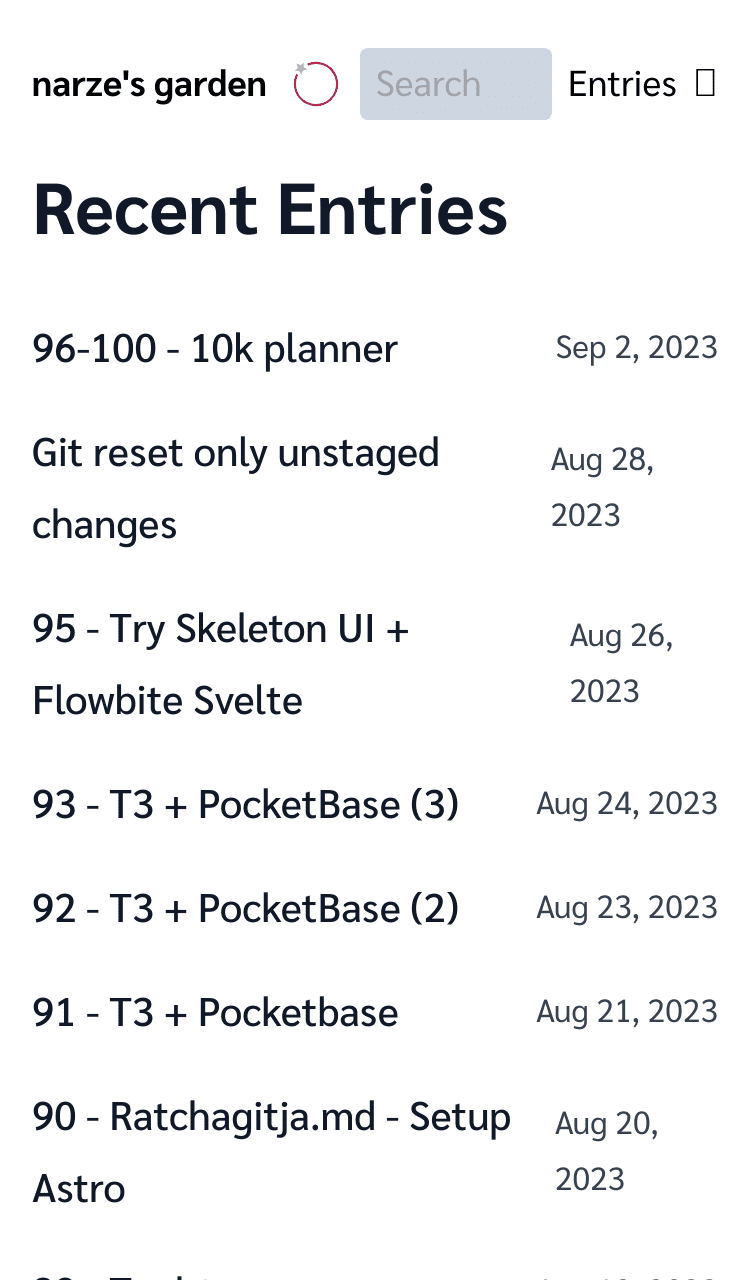 narze's garden
Search
Entries
Recent Entries
96-100 - 10k planner
Sep 2, 2023
Git reset only unstaged
changes
Aug 28,
2023
95 - Try Skeleton UI +
Flowbite Svelte
Aug 26,
2023
93 - T3 + PocketBase (3)
Aug 24, 2023
92 - T3 + PocketBase (2)
Aug 23, 2023
91 - T3 + Pocketbase
Aug 21, 2023
90 - Ratchagitja.md - Setup
Astro
Aug 20,
2023